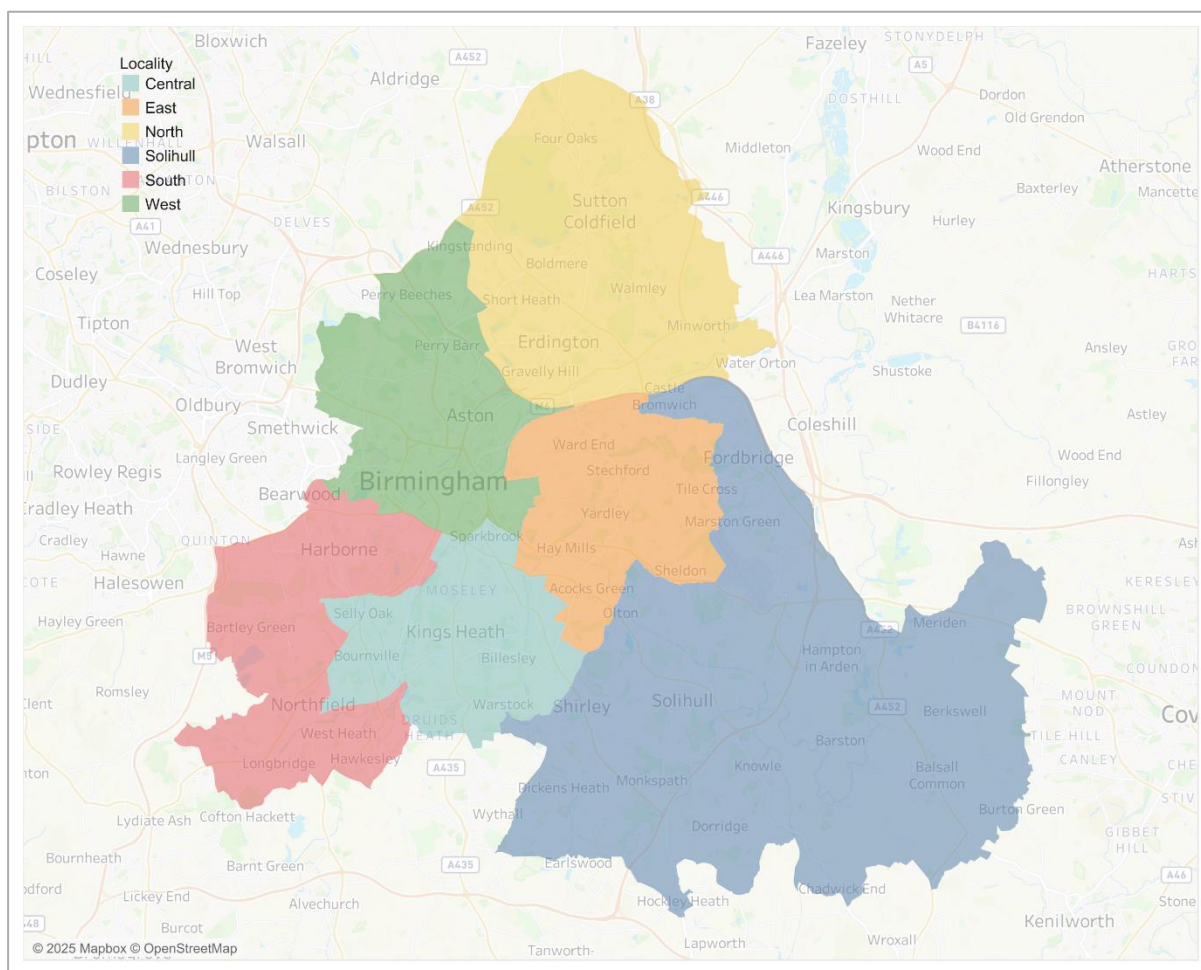 Locality
Central
East
North
Solihull
South
West
Bloxwich
A452
Aldridge
Fazeley
STONYDELPH
A5
Wednesfield
DOSTHILL
Dordon
A38
Old Grendon
Four Oaks
Middleton
Walsall
Wood End
Atherstone
Mancette
BILSTON
A452
Sutton
Coldfield
A446
Kingsbury
Baxterley
Hurley
A41
DELVES
Wednesbury
Kingstanding
A446
Marston
Coseley
Boldmere
HARTS
Hill Top
Perry Beeches
Short Heath
Walmley
Lea Marston
Nether
Whitacre
Tipton
Minworth
B4116
West
Bromwich
Perry Barr
Erdington
Ansley
Water Orton
Gravelly Hill
Shustoke
Dudley
Castle
Bromwich
Oldbury
M6
Aston
Astley
Smethwick
Coleshill
Ward End
Langley Green
Fordbridge
Wood End
Rowley Regis
Stechford
Birmingham
Fillongley
Bearwood
Tile Cross
Cradley Heath
Yardley
Marston Green
Cradley
QUINTON
Sparkbrook
Hawne
Harborne
Hay Mills
Halesowen
Sheldon
KERESLEY
Acocks Green
MOSELEY
BROWNSHILL
GREEN
Hayley Green
Selly Oak
Olton
Meriden
Bartley Green
Kings Heath
A452
COUNDON
M5
Bournville
Billesley
Hampton
in Arden
Romsley
MOUNT
NOD
Northfield
Warstock
Shirley
Solihull
A452
Berkswell
Cov
DRUIDS
HEATH
West Heath
TILE HILL
Barston
CANLEY
Longbridge
Hawkesley
A435
Monkspath
Knowle
Balsall
Common
Dickens Heath
Burton Green
Lydiate Ash
Cofton Hackett
Wythall
Dorridge
GIBBET
HILL
Bournheath
Barnt Green
A435
Earlswood
A46
Lickey End
Alvechurch
Hockley Heath
Chadwick End
Stone
Burcot
Kenilworth
© 2025 Mapbox © OpenStreetMap
Tanworth-
Lapworth
Wroxall